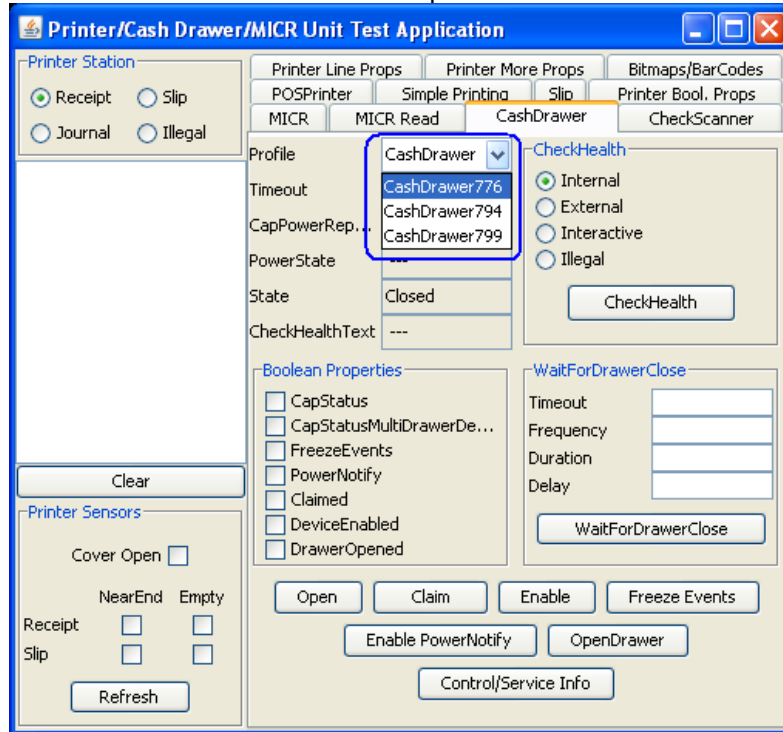 Printer/Cash Drawer/MICR Unit Test Application
Printer Station
Receipt Slip
Journal Illegal
Clear
Printer Sensors
Cover Open
NearEnd Empty
Receipt
Slip
Refresh
Printer Line Props Printer More Props Bitmaps/BarCodes
POSPrinter Simple Printing Slip Printer Bool. Props
MICR MICR Read CashDrawer CheckScanner
Profile CashDrawer
CashDrawer776
CashDrawer794
CashDrawer799
Timeout
CapPowerRep...
PowerState ---
State Closed
CheckHealthText ---
CheckHealth
Internal
External
Interactive
Illegal
CheckHealth
Boolean Properties
CapStatus
CapStatusMultiDrawerDe...
FreezeEvents
PowerNotify
Claimed
DeviceEnabled
DrawerOpened
WaitForDrawerClose
Timeout
Frequency
Duration
Delay
WaitForDrawerClose
Open Claim Enable Freeze Events
Enable PowerNotify OpenDrawer
Control/Service Info